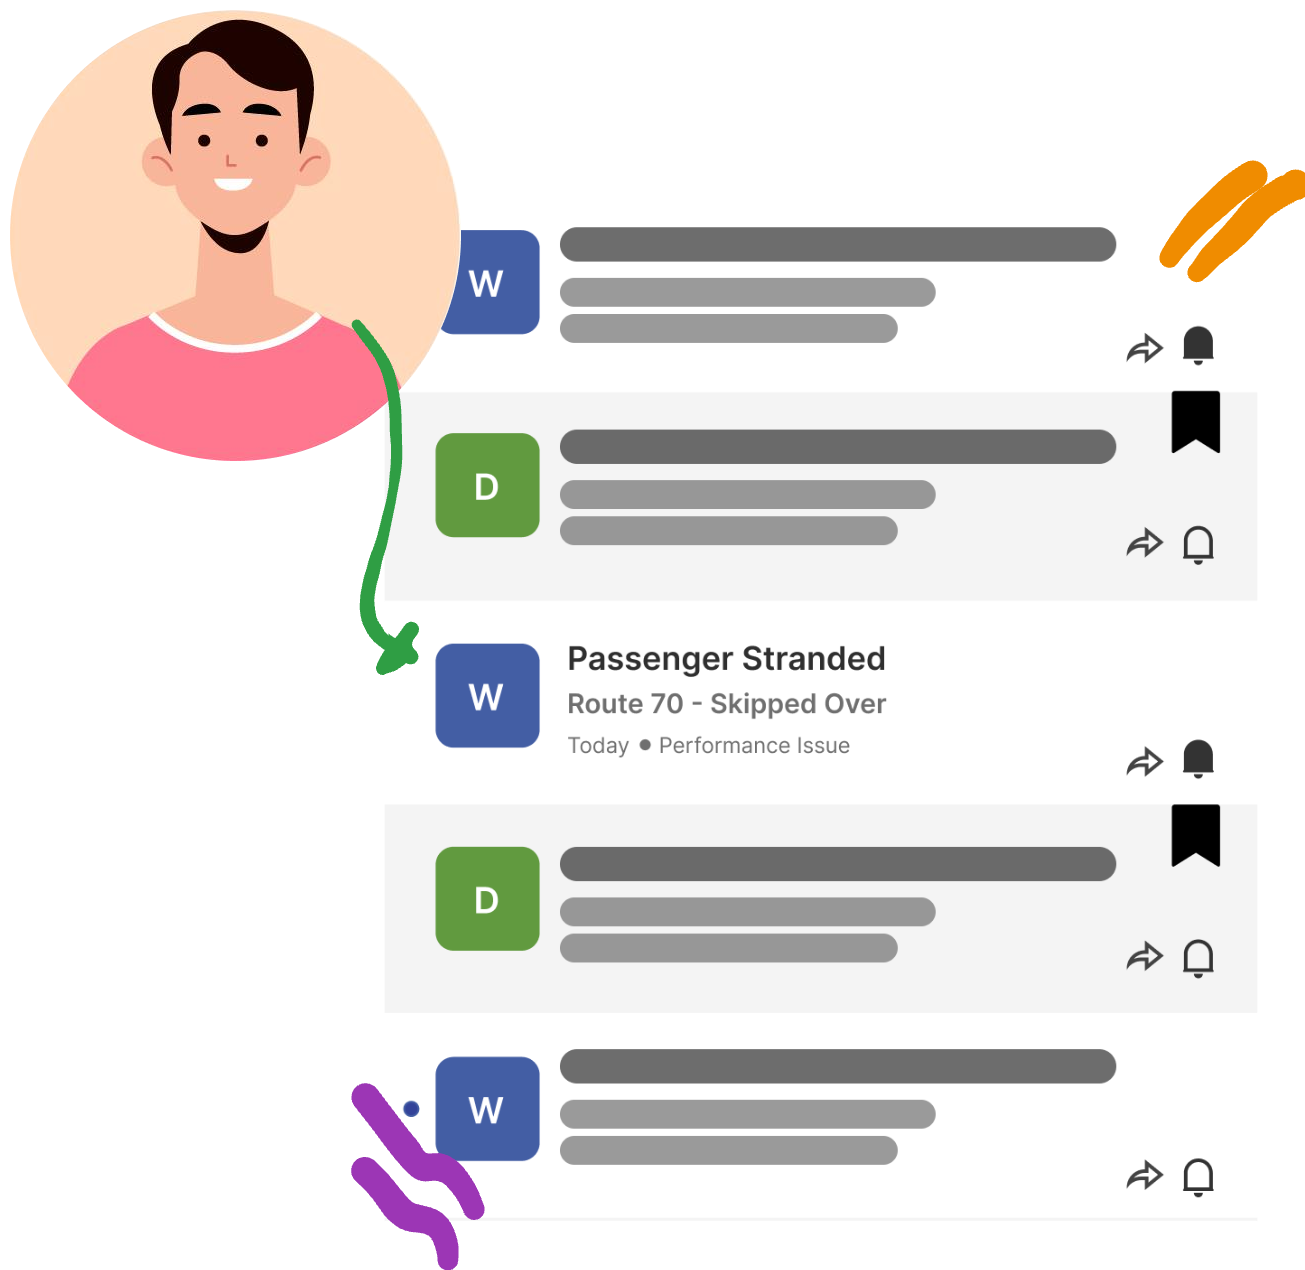 W
D
W
Passenger Stranded
Route 70 - Skipped Over
Today ● Performance Issue
D
W